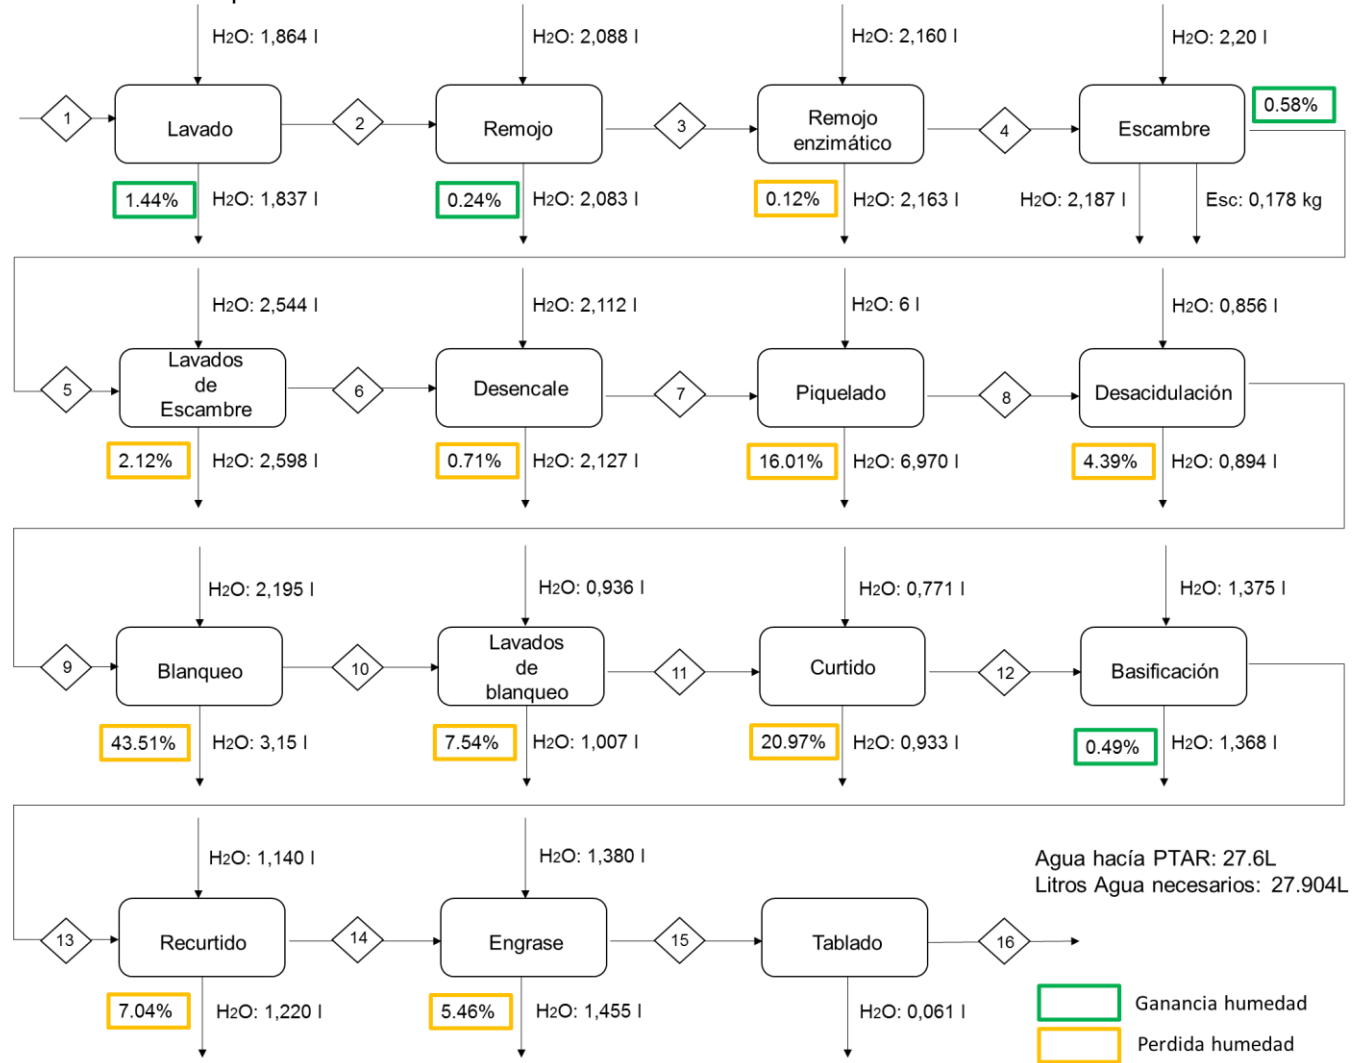 H2O: 1,864 l
H2O: 2,088 l
H2O: 2,160 l
H2O: 2,20 l
1
Lavado
2
Remojo
3
Remojo
enzimático
4
Escambre
0.58%
1.44%
H2O: 1,837 l
0.24%
H2O: 2,083 l
0.12%
H2O: 2,163 l
H2O: 2,187 l
Esc: 0,178 kg
H2O: 2,544 l
H2O: 2,112 l
H2O: 6 l
H2O: 0,856 l
5
Lavados
de
Escambre
6
Desencale
7
Piquelado
8
Desacidulación
2.12%
H2O: 2,598 l
0.71%
H2O: 2,127 l
16.01%
H2O: 6,970 l
4.39%
H2O: 0,894 l
H2O: 2,195 l
H2O: 0,936 l
H2O: 0,771 l
H2O: 1,375 l
9
Blanqueo
10
Lavados
de
blanqueo
11
Curtido
12
Basificación
43.51%
H2O: 3,15 l
7.54%
H2O: 1,007 l
20.97%
H2O: 0,933 l
0.49%
H2O: 1,368 l
H2O: 1,140 l
H2O: 1,380 l
Agua hacía PTAR: 27.6L
Litros Agua necesarios: 27.904L
13
Recurtido
14
Engrase
15
Tablado
16
7.04%
H2O: 1,220 l
5.46%
H2O: 1,455 l
H2O: 0,061 l
Ganancia humedad
Perdida humedad